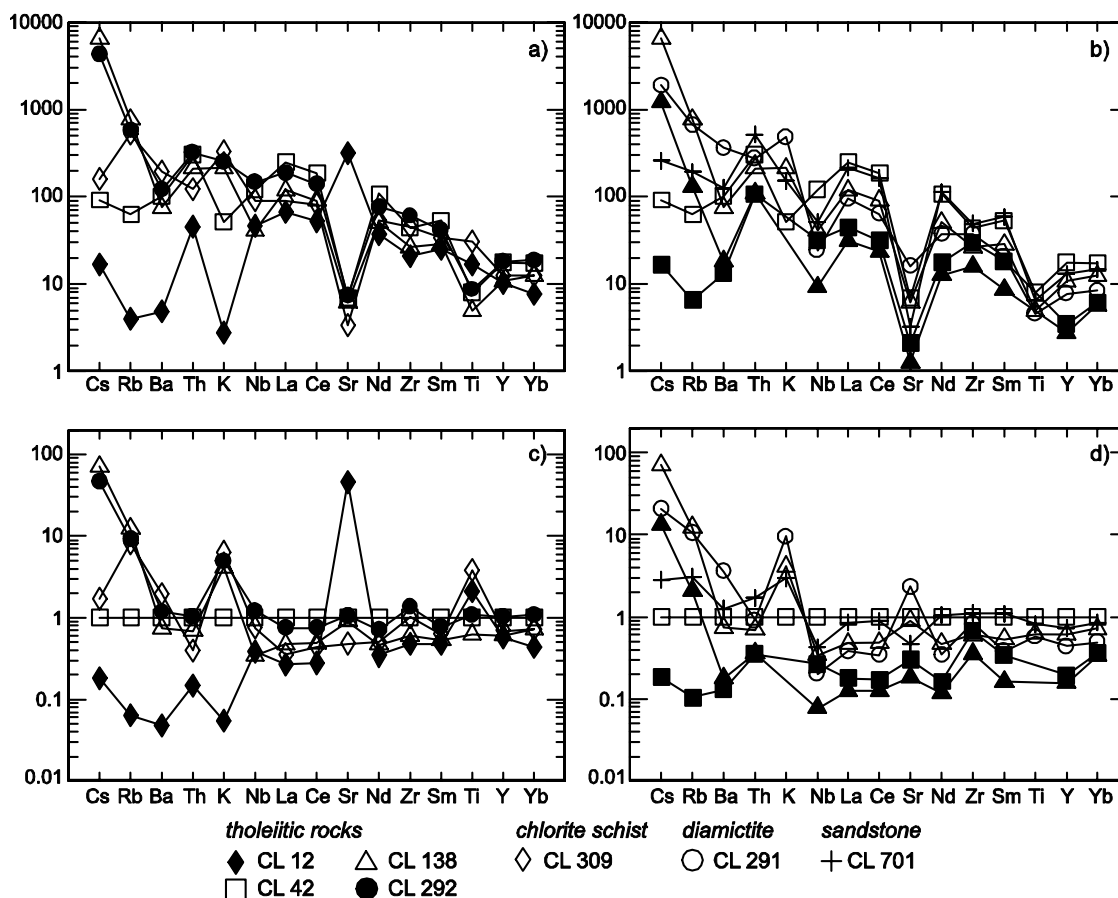 a)
10000
1000
100
10
1
Cs Rb Ba Th K Nb La Ce Sr Nd Zr Sm Ti Y Yb
b)
10000
1000
100
10
1
Cs Rb Ba Th K Nb La Ce Sr Nd Zr Sm Ti Y Yb
c)
100
10
1
0.1
0.01
Cs Rb Ba Th K Nb La Ce Sr Nd Zr Sm Ti Y Yb
d)
100
10
1
0.1
0.01
Cs Rb Ba Th K Nb La Ce Sr Nd Zr Sm Ti Y Yb
tholeiitic rocks chlorite schist diamictite sandstone
CL 12 CL 138 CL 309 CL 291 CL 701
CL 42 CL 292